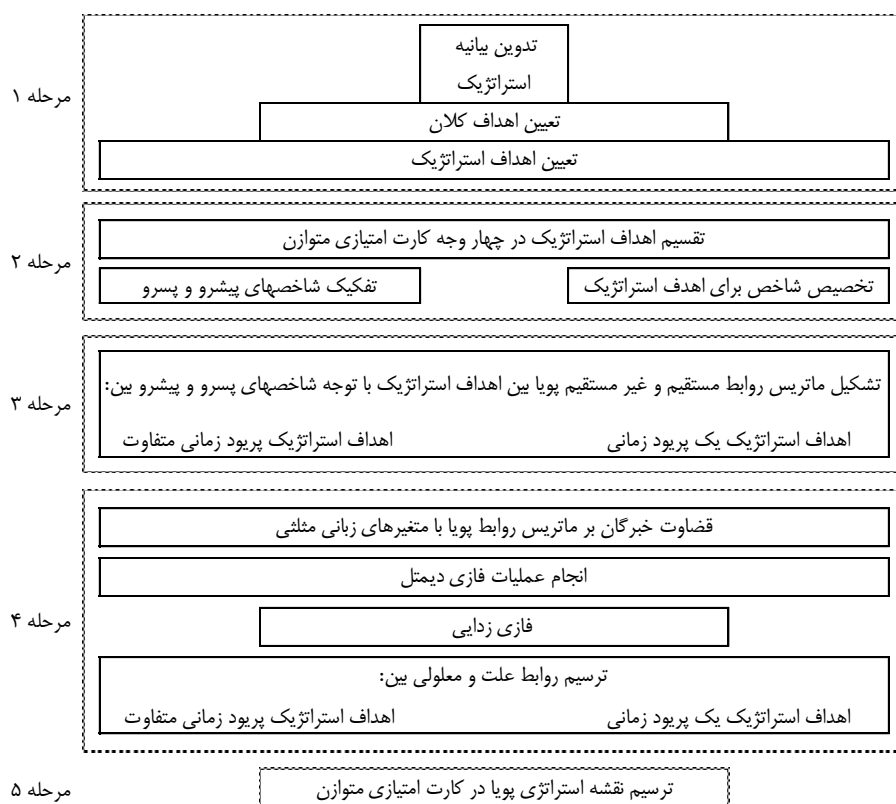 تدوین بیانیه
استراتژیک
مرحله ۱
تعیین اهداف کلان
تعیین اهداف استراتژیک
تقسیم اهداف استراتژیک در چهار وجه کارت امتیازی متوازن
مرحله ۲
تخصیص شاخص برای اهدف استراتژیک
تفکیک شاخصهای پیشرو و پسرو
تشکیل ماتریس روابط مستقیم و غیر مستقیم پویا بین اهداف استراتژیک با توجه شاخصهای پسرو و پیشرو بین:
مرحله ۳
اهداف استراتژیک یک پریود زمانی
اهداف استراتژیک پریود زمانی متفاوت
قضاوت خبرگان بر ماتریس روابط پویا با متغیرهای زبانی مثلثی
انجام عملیات فازی دیمتل
مرحله ۴
فازی زدایی
ترسیم روابط علت و معلولی بین:
اهداف استراتژیک یک پریود زمانی
اهداف استراتژیک پریود زمانی متفاوت
مرحله ۵
ترسیم نقشه استراتژی پویا در کارت امتیازی متوازن